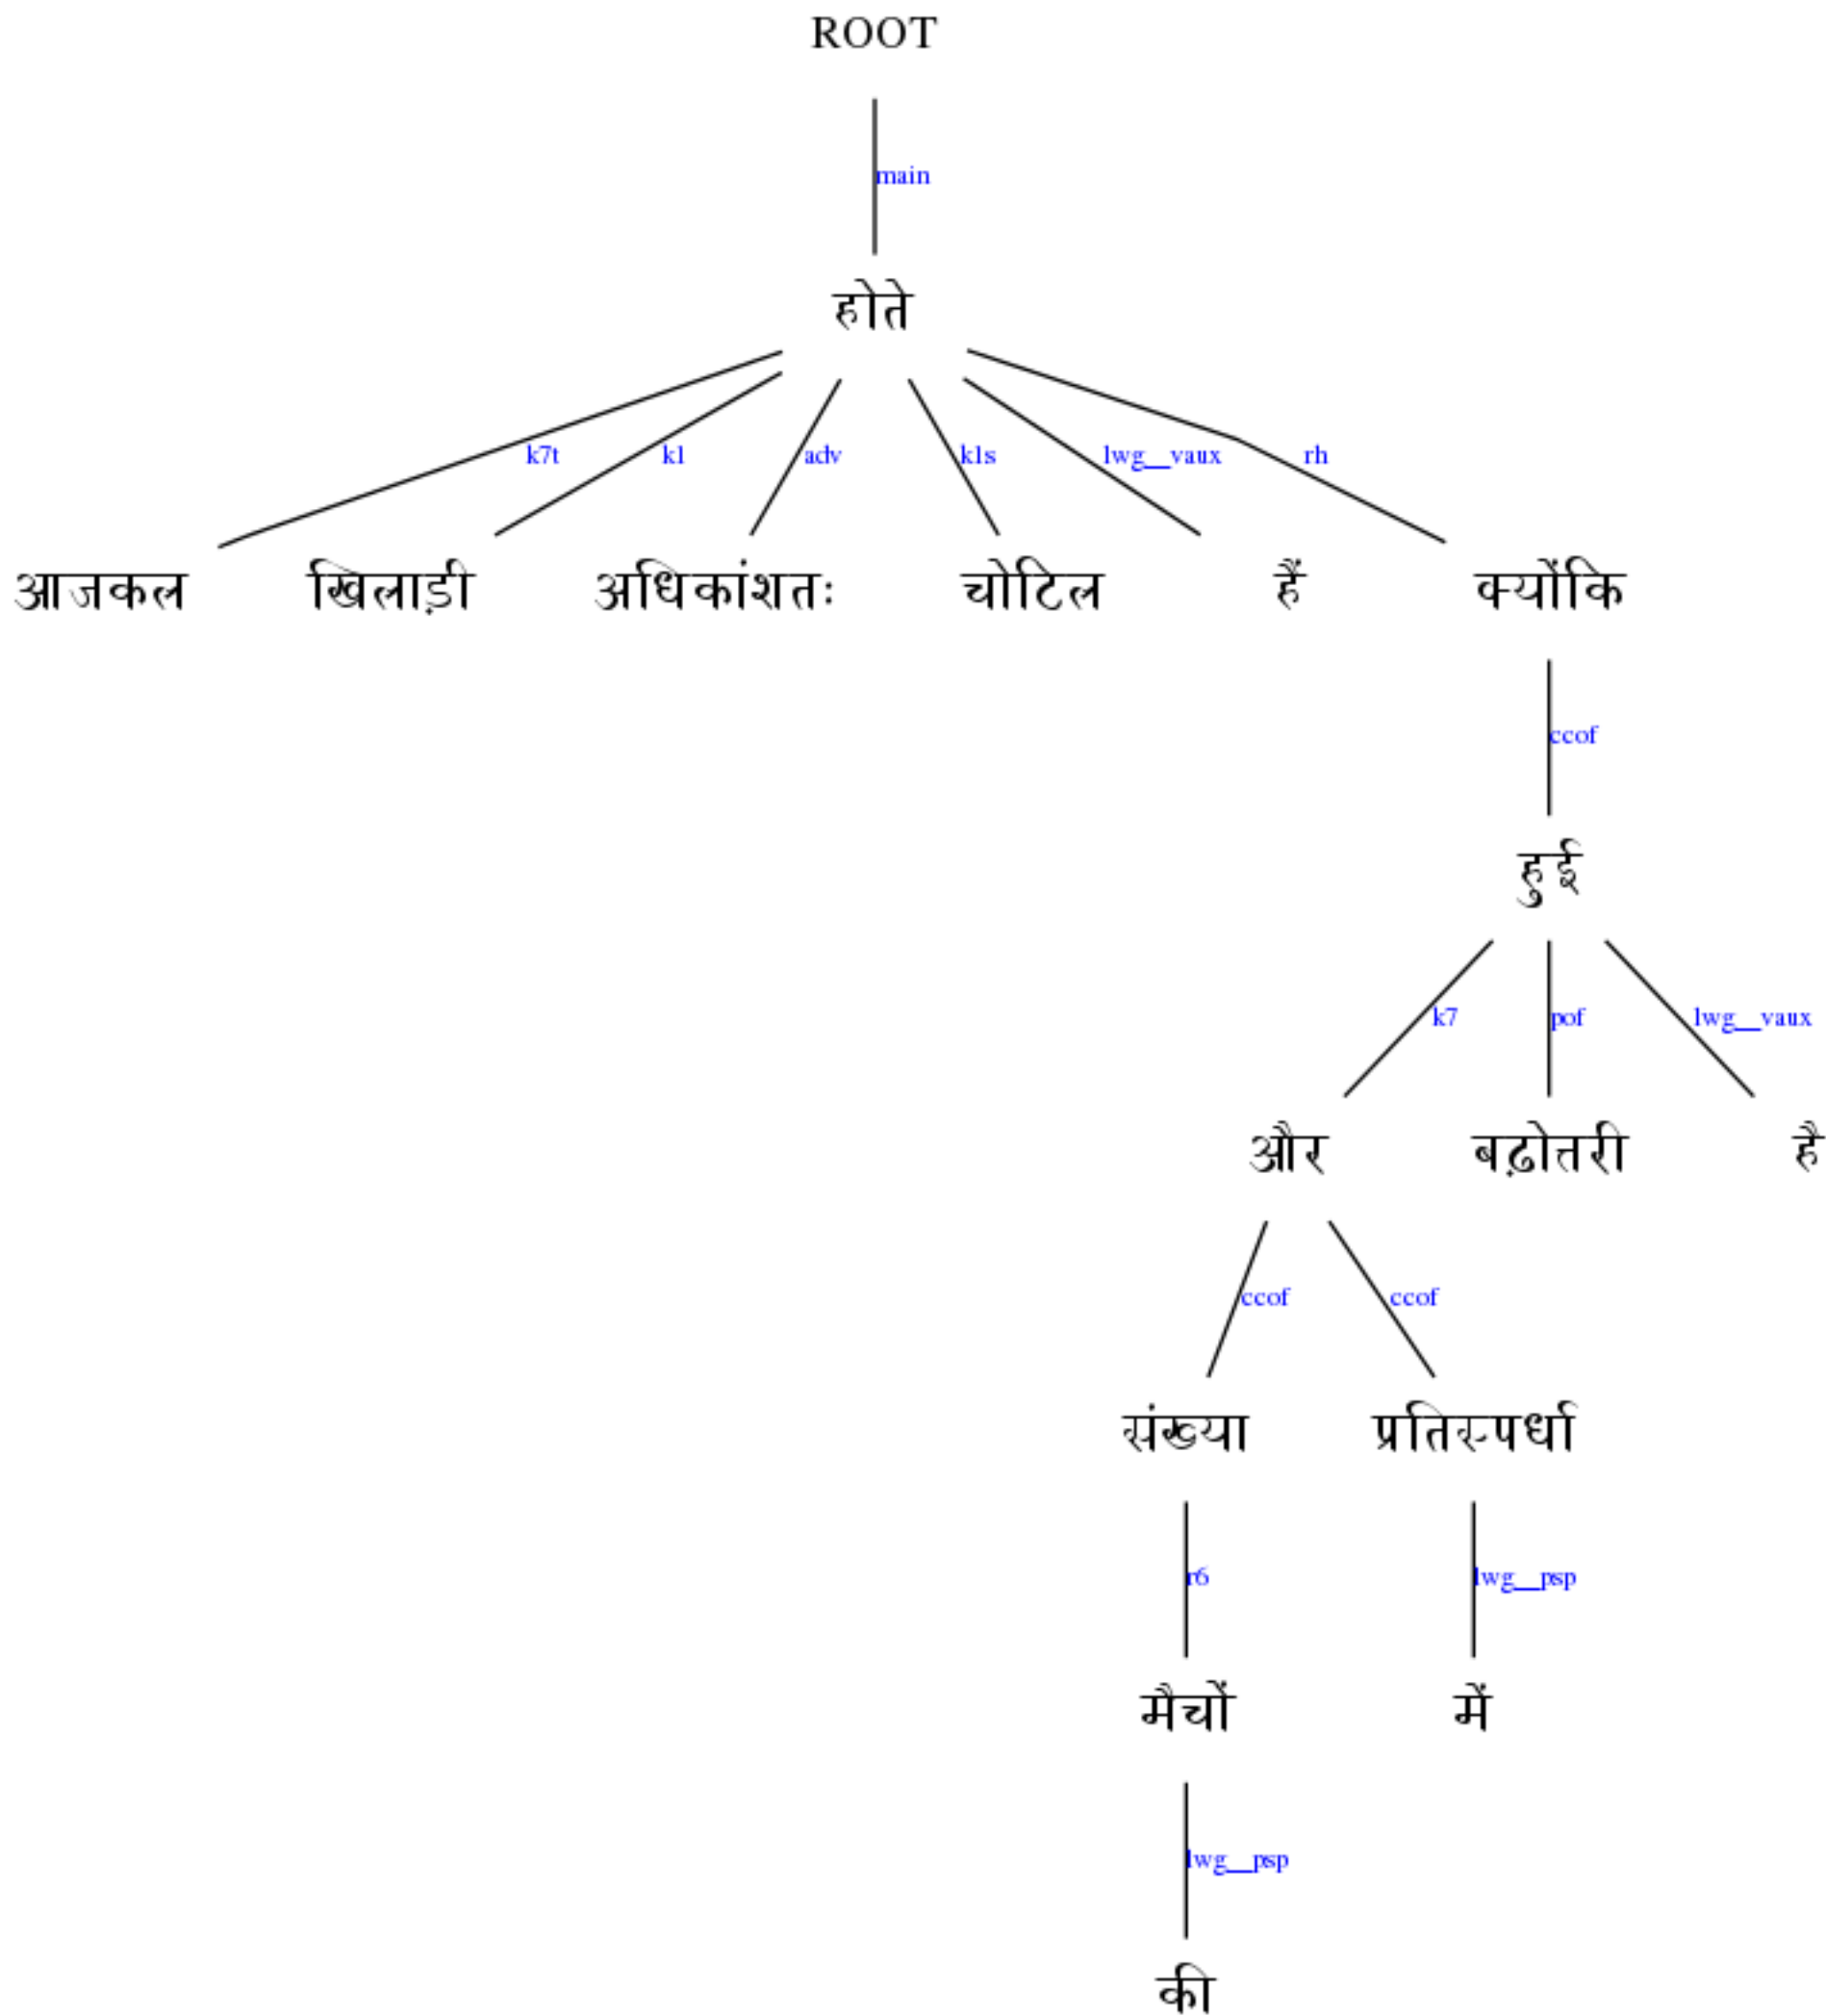 ROOT
main
होते
k7t k1 adv k1s lwg__vaux rh
आजकल खिलाड़ी अधिकांशतः चोटिल हैं क्योंकि
ccof
हुई
k7 pof lwg__vaux
और बढ़ोत्तरी है
ccof ccof
संख्या प्रतिस्पर्धा
r6 lwg__psp
मैचों में
lwg__psp
की